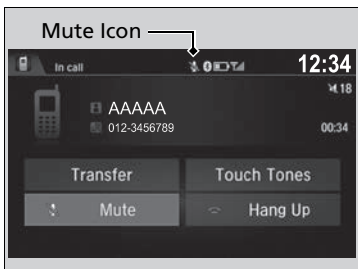 Mute Icon
In call
12:34
18
AAAAA
012-3456789
00:34
Transfer
Touch Tones
Mute
Hang Up